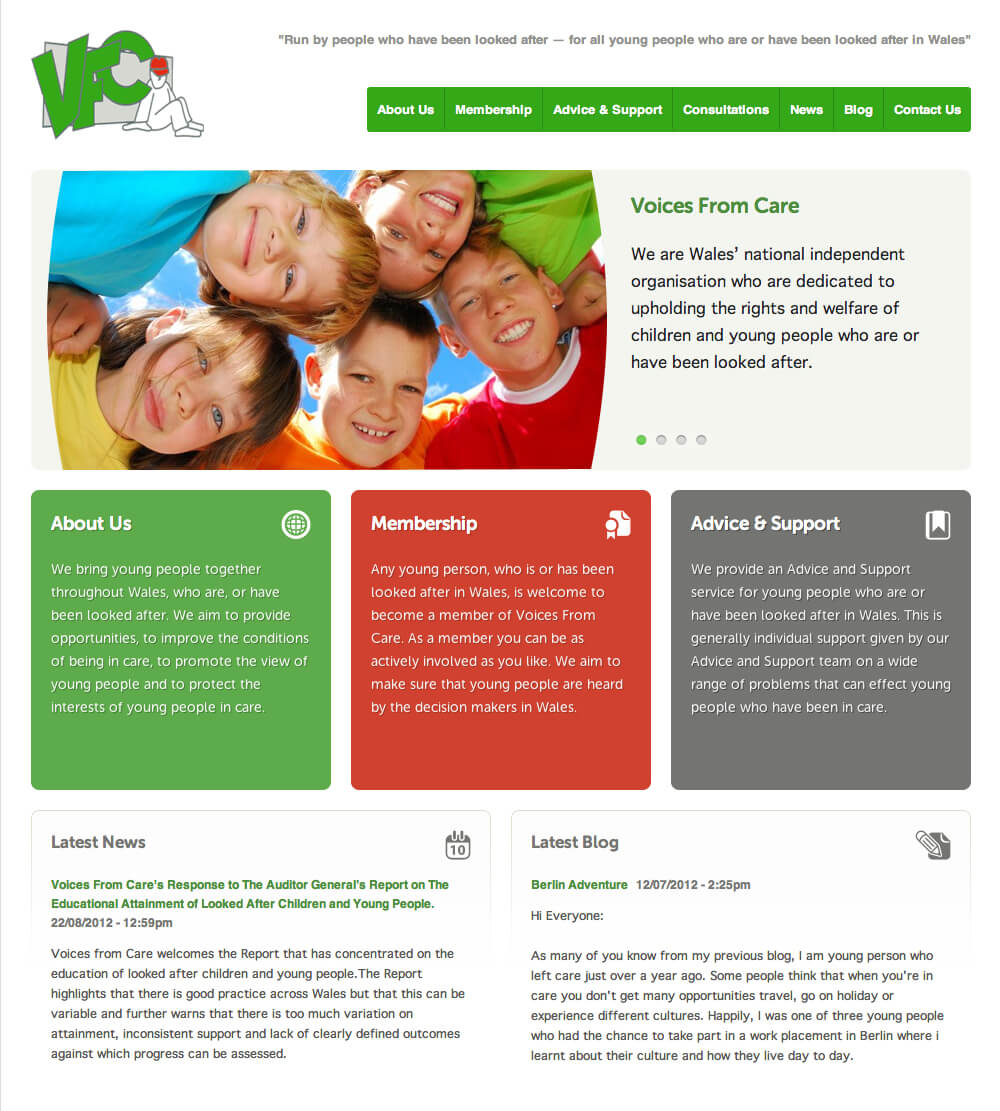 VFC
"Run by people who have been looked after — for all young people who are or have been looked after in Wales"
About Us Membership Advice & Support Consultations News Blog Contact Us
Voices From Care
We are Wales’ national independent
organisation who are dedicated to
upholding the rights and welfare of
children and young people who are or
have been looked after.
About Us
We bring young people together
throughout Wales, who are, or have
been looked after. We aim to provide
opportunities, to improve the conditions
of being in care, to promote the view of
young people and to protect the
interests of young people in care.
Membership
Any young person, who is or has been
looked after in Wales, is welcome to
become a member of Voices From
Care. As a member you can be as
actively involved as you like. We aim to
make sure that young people are heard
by the decision makers in Wales.
Advice & Support
We provide an Advice and Support
service for young people who are or
have been looked after in Wales. This is
generally individual support given by our
Advice and Support team on a wide
range of problems that can effect young
people who have been in care.
Latest News
10
Voices From Care's Response to The Auditor General's Report on The
Educational Attainment of Looked After Children and Young People.
22/08/2012 - 12:59pm
Voices from Care welcomes the Report that has concentrated on the
education of looked after children and young people.The Report
highlights that there is good practice across Wales but that this can be
variable and further warns that there is too much variation on
attainment, inconsistent support and lack of clearly defined outcomes
against which progress can be assessed.
Latest Blog
Berlin Adventure 12/07/2012 - 2:25pm
Hi Everyone:
As many of you know from my previous blog, I am young person who
left care just over a year ago. Some people think that when you're in
care you don't get many opportunities travel, go on holiday or
experience different cultures. Happily, I was one of three young people
who had the chance to take part in a work placement in Berlin where i
learnt about their culture and how they live day to day.